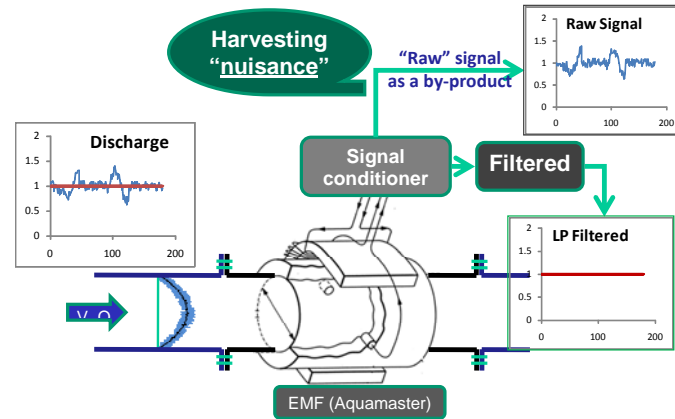 Harvesting
“nuisance”
“Raw” signal
as a by-product
Raw Signal
2
1.5
1
0.5
0
0
100
200
Discharge
2
1.5
1
0.5
0
0
100
200
Signal
conditioner
Filtered
LP Filtered
2
1.5
1
0.5
0
0
100
200
EMF (Aquamaster)